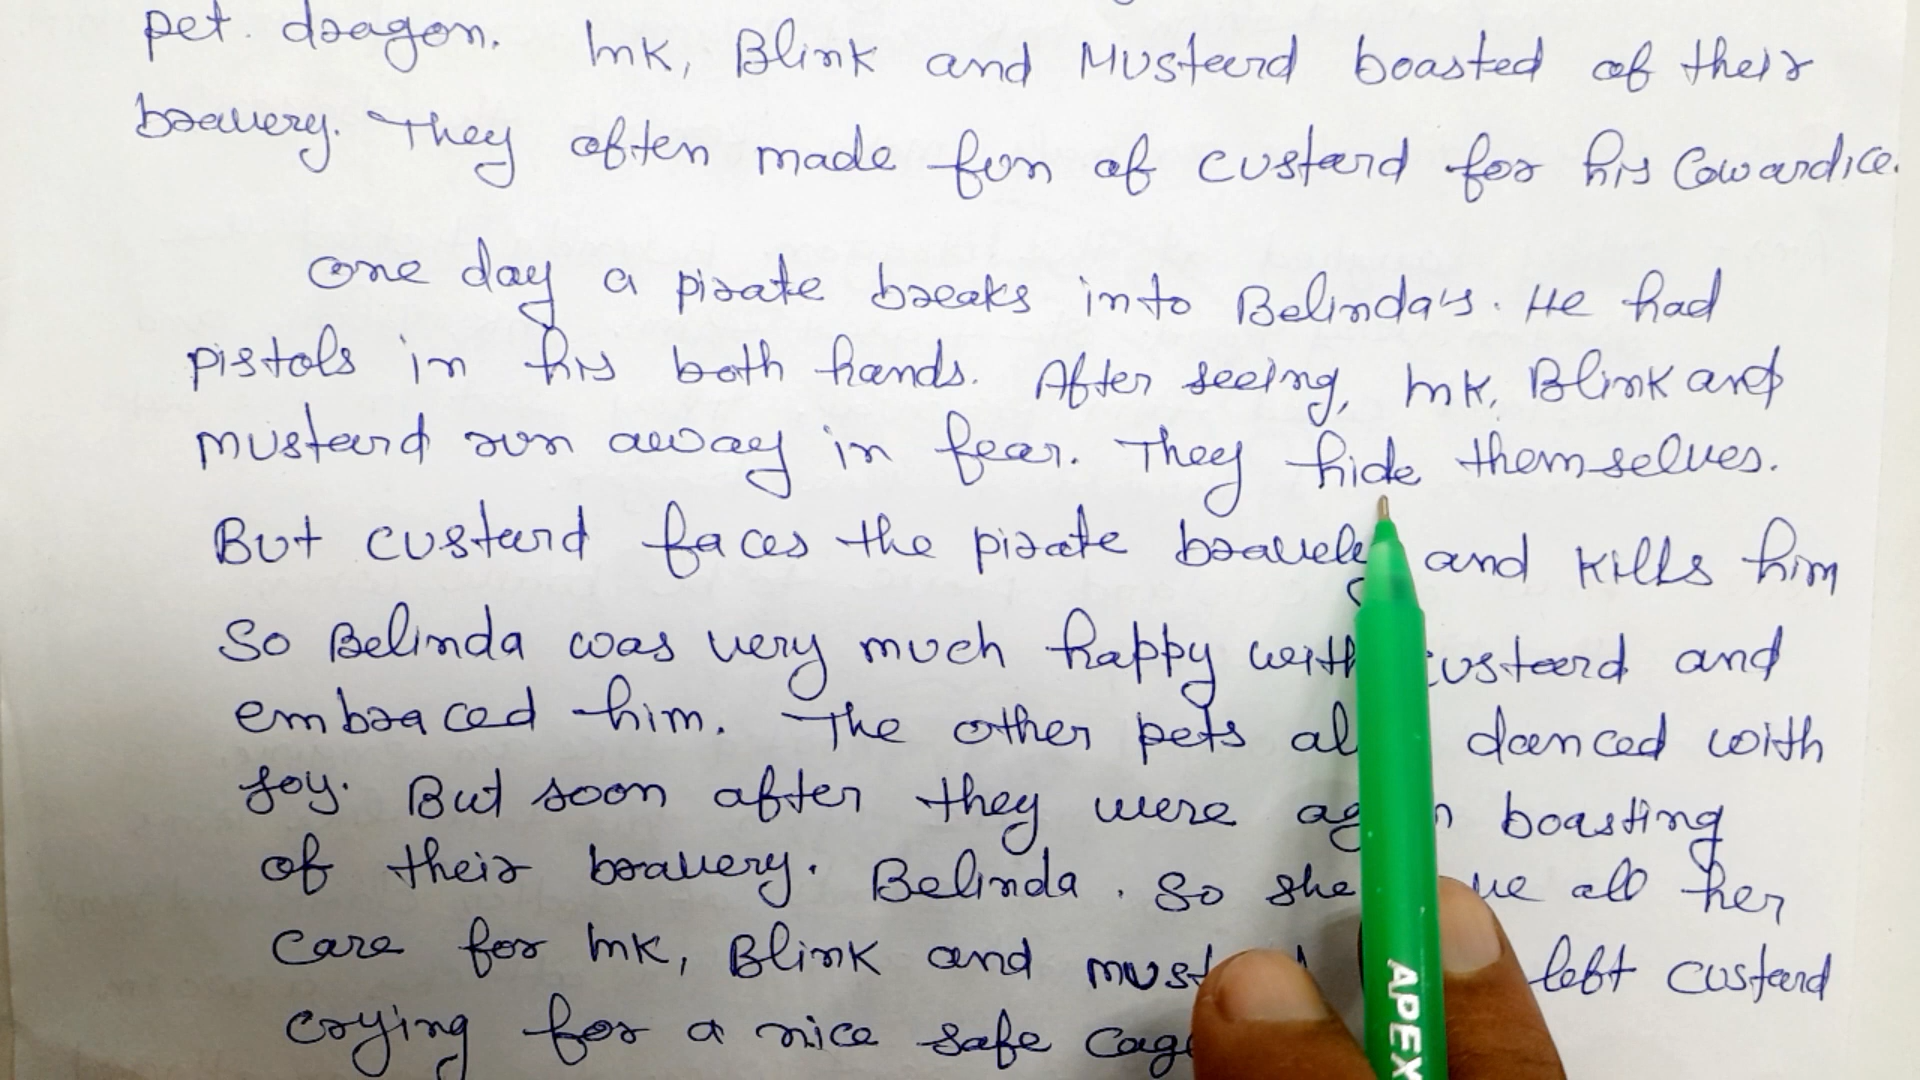 pet. dragon. Ink, Blink and Mustard boasted of their
bravery. They often made fun of custard for his Cowardice.
one day a pirate breaks into Belinda's. He had
pistols in his both hands. After seeing, Ink, Blink and
mustard run away in fear. They hide themselves.
But custard faces the pirate bravely and kills him
So Belinda was very much happy with custard and
embraced him. The other pets al danced with
joy. But soon after they were boasting
of their bravery. Belinda. So she all her
care for Ink, Blink and left custard
crying for a nice safe cage
APEX